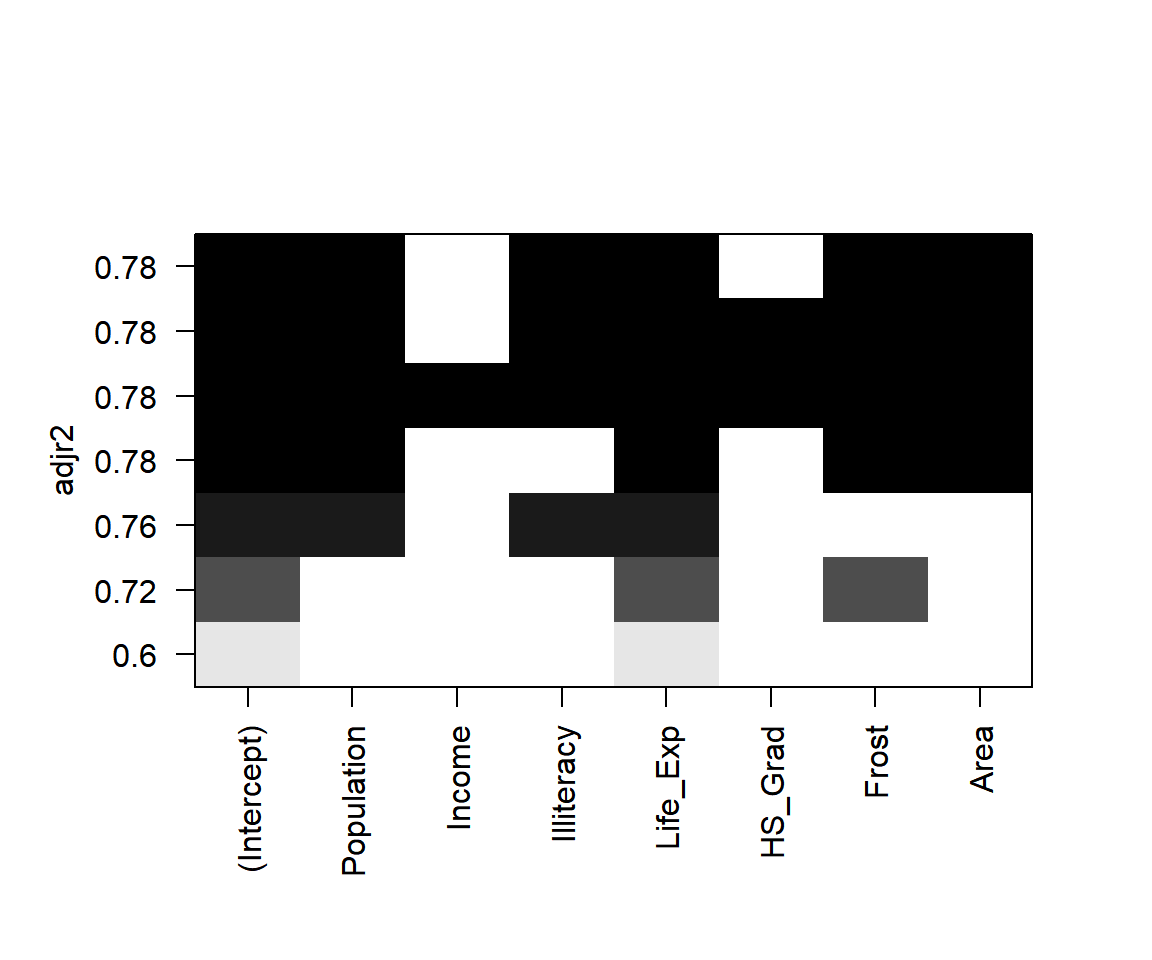 0.78
0.78
0.78
0.78
0.76
0.72
0.6
adjr2
(Intercept)
Population
Income
Illiteracy
Life_Exp
HS_Grad
Frost
Area